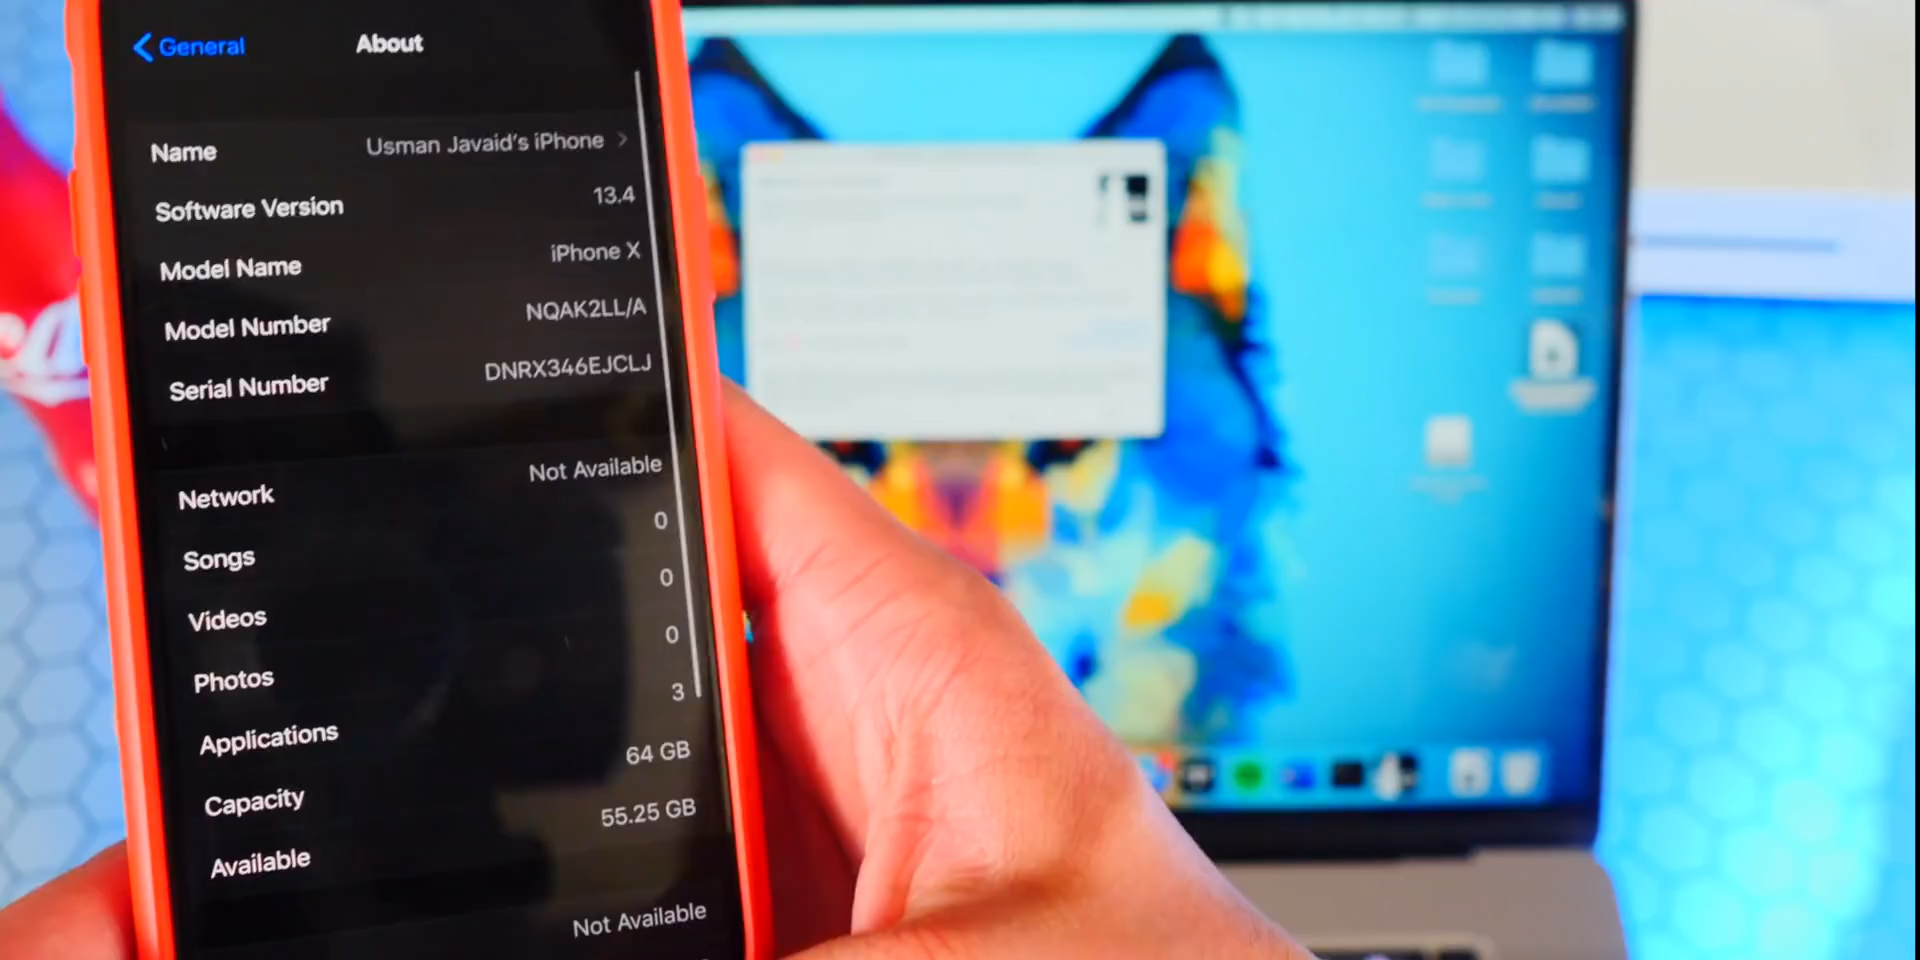 General
About
Name Usman Javaid's iPhone
Software Version 13.4
Model Name iPhone X
Model Number NQAK2LL/A
Serial Number DNRX346EJCLJ
Network Not Available
Songs 0
Videos 0
Photos 0
Applications 3
Capacity 64 GB
Available 55.25 GB
Not Available